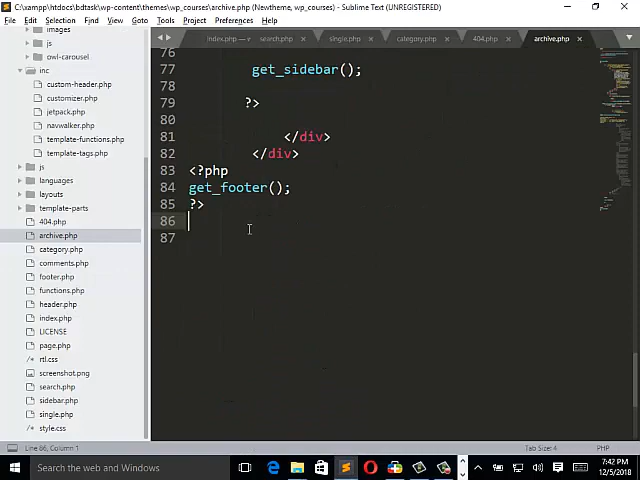 C:\xampp\htdocs\bdtask\wp-content\themes\wp_courses\archive.php (Newtheme, wp_courses) - Sublime Text (UNREGISTERED)
File Edit Selection Find View Goto Tools Project Preferences Help
images
js
owl-carousel
inc
custom-header.php
customizer.php
jetpack.php
navwalker.php
template-functions.php
template-tags.php
js
languages
layouts
template-parts
404.php
archive.php
category.php
comments.php
footer.php
functions.php
header.php
index.php
LICENSE
page.php
rtl.css
screenshot.png
search.php
sidebar.php
single.php
style.css
index.php — search.php single.php category.php 404.php archive.php
76
77 get_sidebar();
78
79 ?>
80
81 </div>
82 </div>
83 <?php
84 get_footer();
85 ?>
86
87
Line 86, Column 1 Tab Size: 4 PHP
Search the web and Windows
7:42 PM
12/5/2018